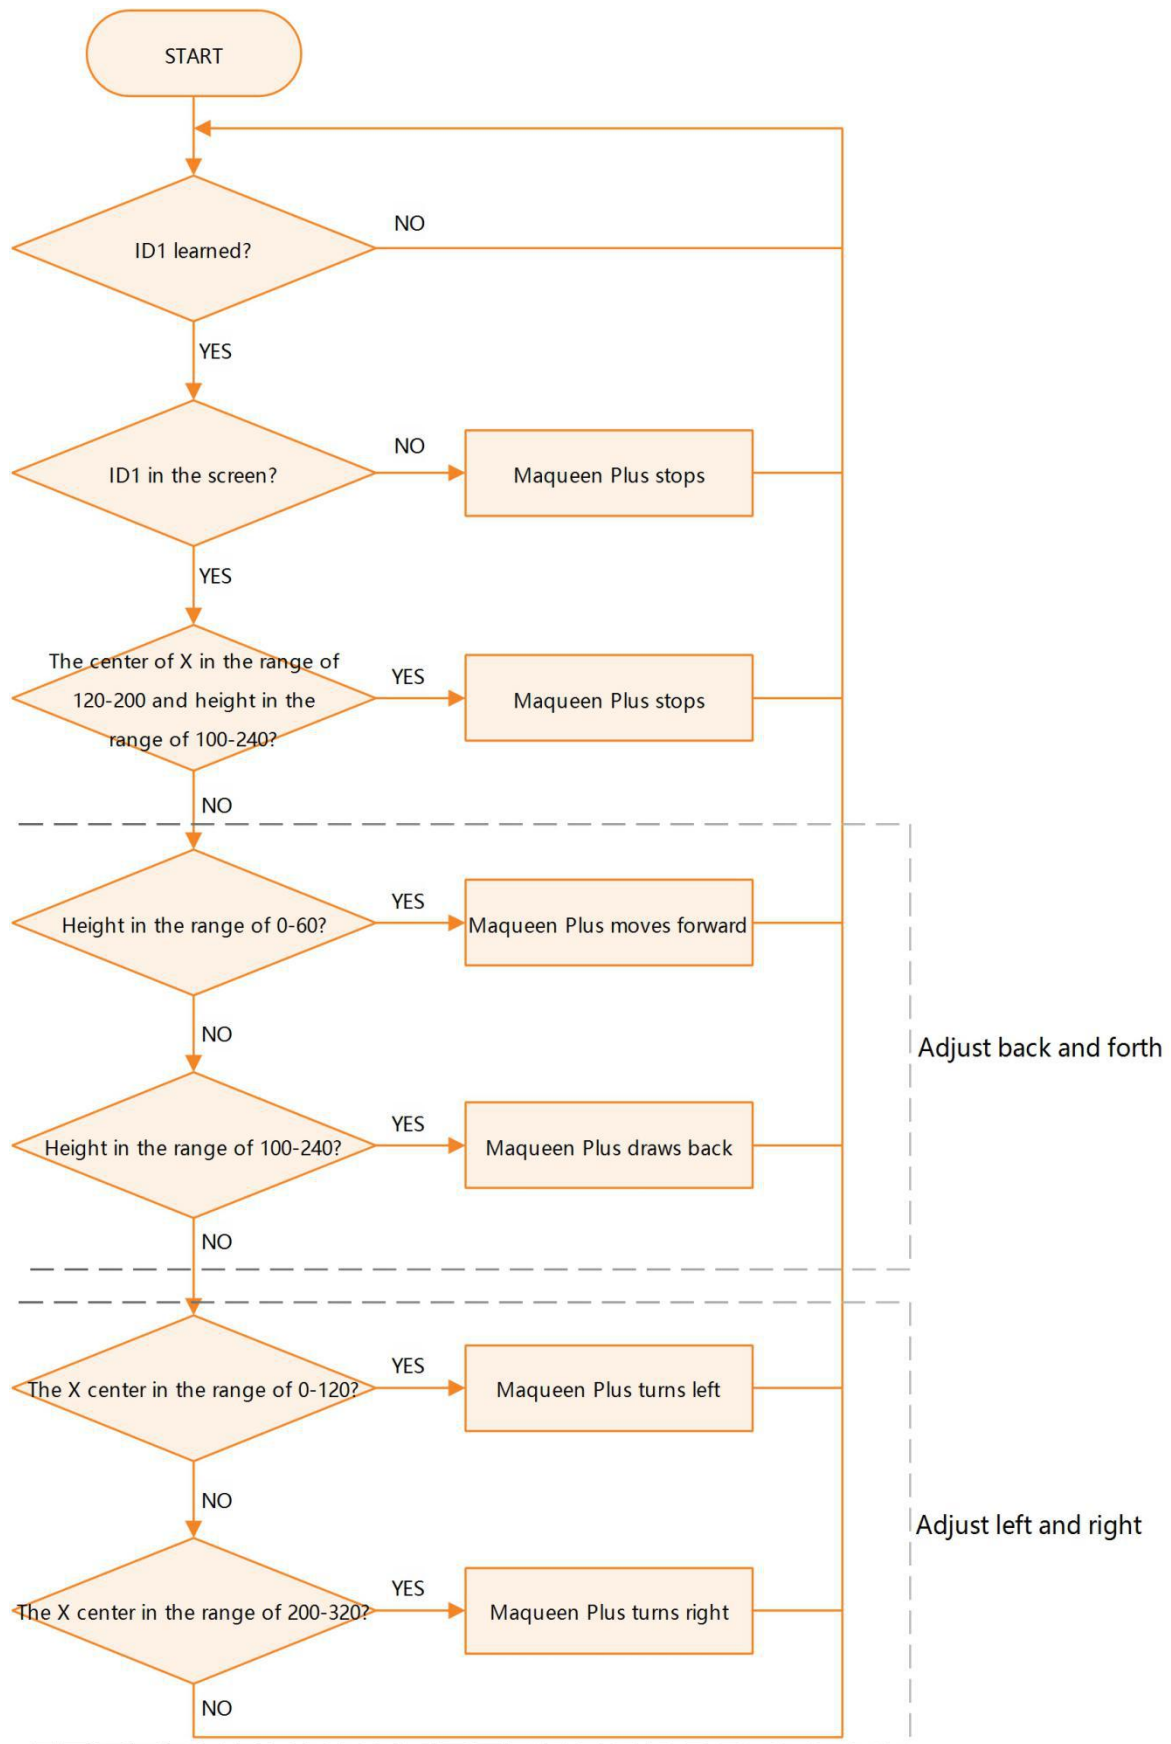 START
NO
ID1 learned?
YES
NO
ID1 in the screen?
Maqueen Plus stops
YES
The center of X in the range of
120-200 and height in the
range of 100-240?
YES
Maqueen Plus stops
NO
YES
Height in the range of 0-60?
Maqueen Plus moves forward
NO
Adjust back and forth
YES
Height in the range of 100-240?
Maqueen Plus draws back
NO
YES
The X center in the range of 0-120?
Maqueen Plus turns left
NO
Adjust left and right
YES
The X center in the range of 200-320?
Maqueen Plus turns right
NO